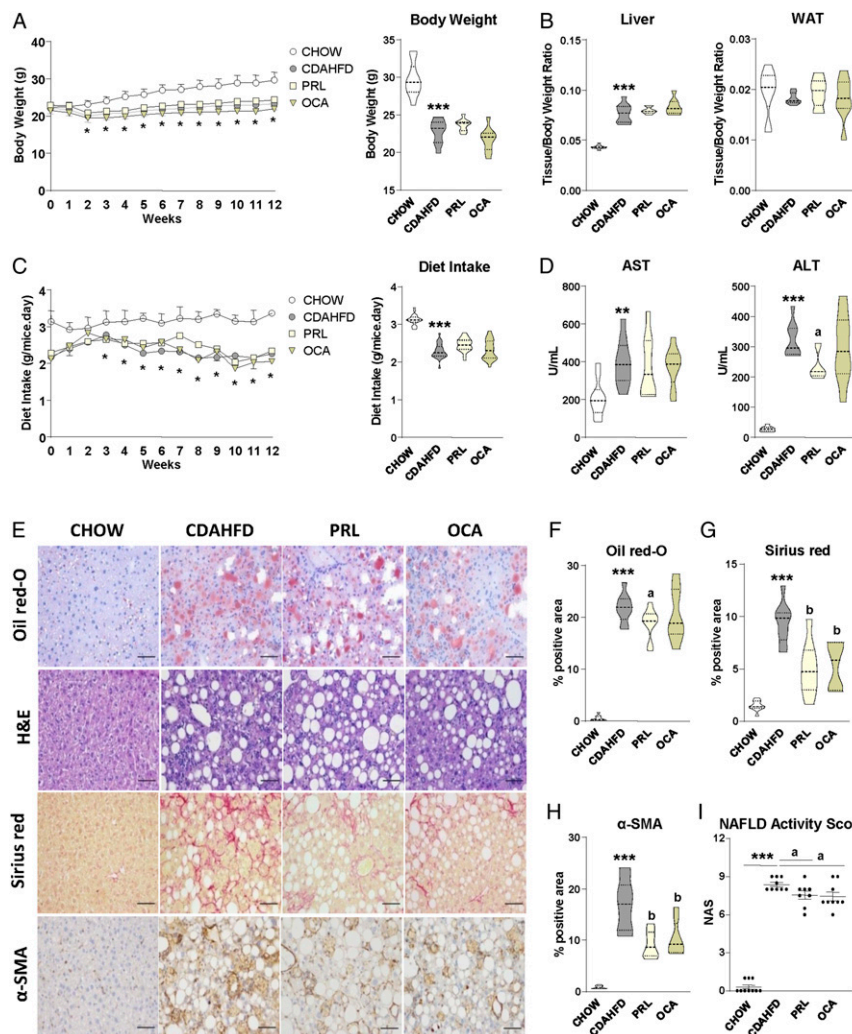 A
Body Weight (g)
40
30
20
10
0
0 1 2 3 4 5 6 7 8 9 10 11 12
Weeks
* * * * * * * * * * *
CHOW
CDAHFD
PRL
OCA
Body Weight
Body Weight (g)
35
30
25
20
15
***
CHOW CDAHFD PRL OCA
B
Liver
Tissue/Body Weight Ratio
0.15
0.10
0.05
0.00
***
CHOW CDAHFD PRL OCA
WAT
Tissue/Body Weight Ratio
0.03
0.02
0.01
0.00
CHOW CDAHFD PRL OCA
C
Diet Intake (g/mice.day)
4
3
2
1
0
0 1 2 3 4 5 6 7 8 9 10 11 12
Weeks
* * * * * * * * * *
CHOW
CDAHFD
PRL
OCA
Diet Intake
Diet Intake (g/mice.day)
4
3
2
1
0
***
CHOW CDAHFD PRL OCA
D
AST
U/mL
800
600
400
200
0
**
CHOW CDAHFD PRL OCA
ALT
U/mL
500
400
300
200
100
0
***
a
CHOW CDAHFD PRL OCA
E
CHOW CDAHFD PRL OCA
Oil red-O
H&E
Sirius red
α-SMA
F
Oil red-O
% positive area
30
20
10
0
***
a
CHOW CDAHFD PRL OCA
G
Sirius red
% positive area
15
10
5
0
***
b
b
CHOW CDAHFD PRL OCA
H
α-SMA
% positive area
30
20
10
0
***
b
b
CHOW CDAHFD PRL OCA
I
NAFLD Activity Sco
NAS
9
6
3
0
***
a
a
CHOW CDAHFD PRL OCA